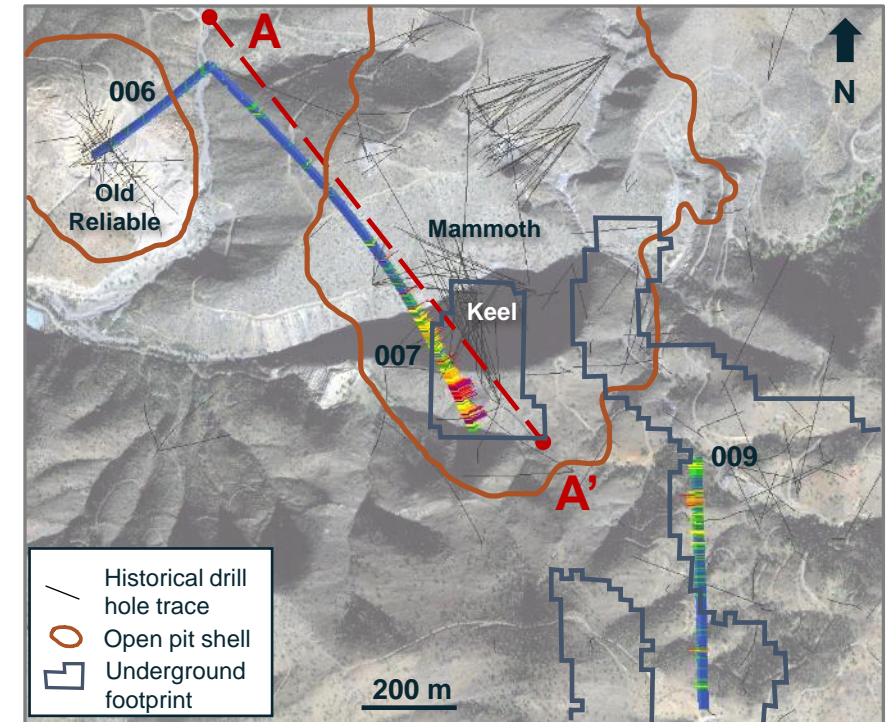 A
N
006
Old
Reliable
Mammoth
Keel
007
009
A’
Historical drill
hole trace
Open pit shell
Underground
footprint
200 m